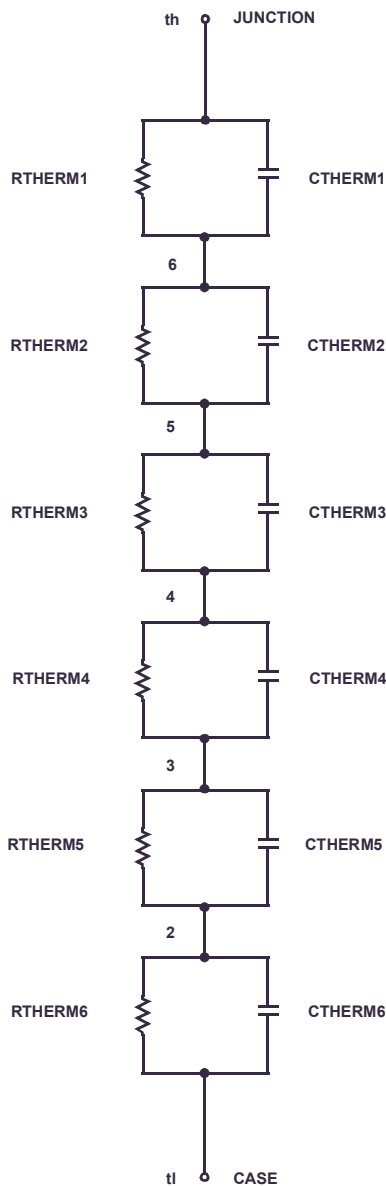 th JUNCTION
RTHERM1 CTHERM1
6
RTHERM2 CTHERM2
5
RTHERM3 CTHERM3
4
RTHERM4 CTHERM4
3
RTHERM5 CTHERM5
2
RTHERM6 CTHERM6
tl CASE